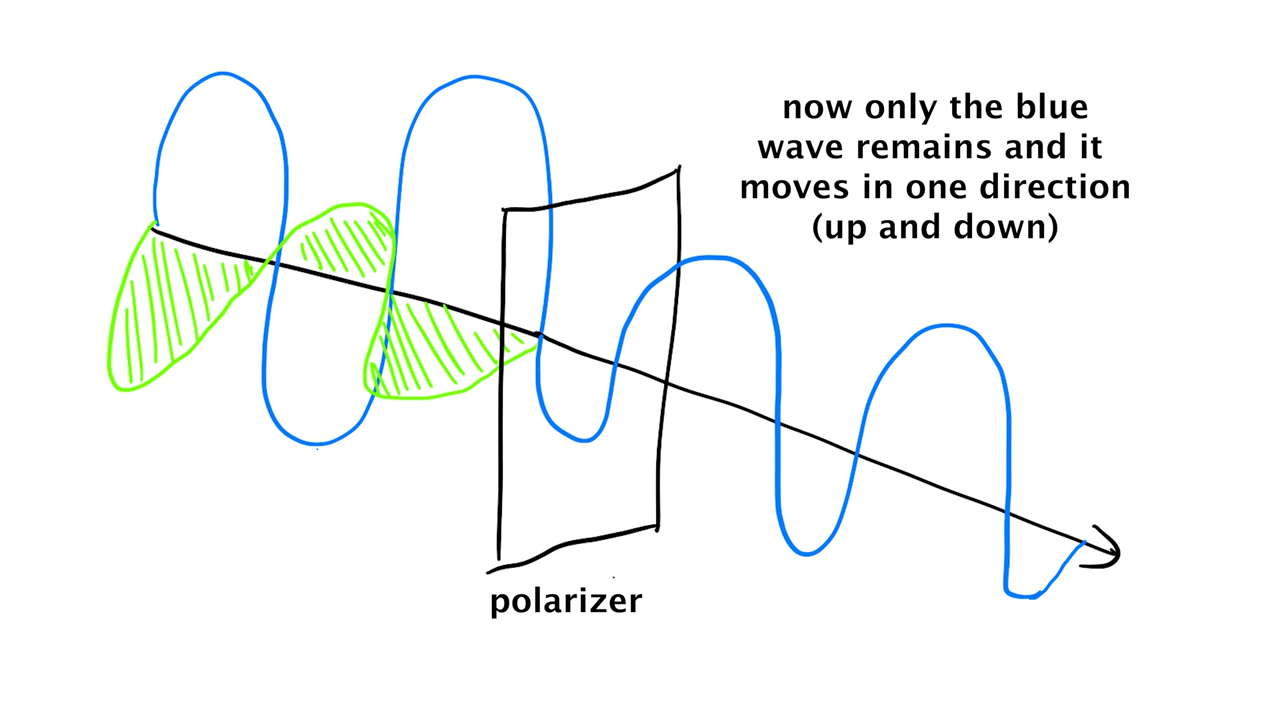 now only the blue
wave remains and it
moves in one direction
(up and down)
polarizer